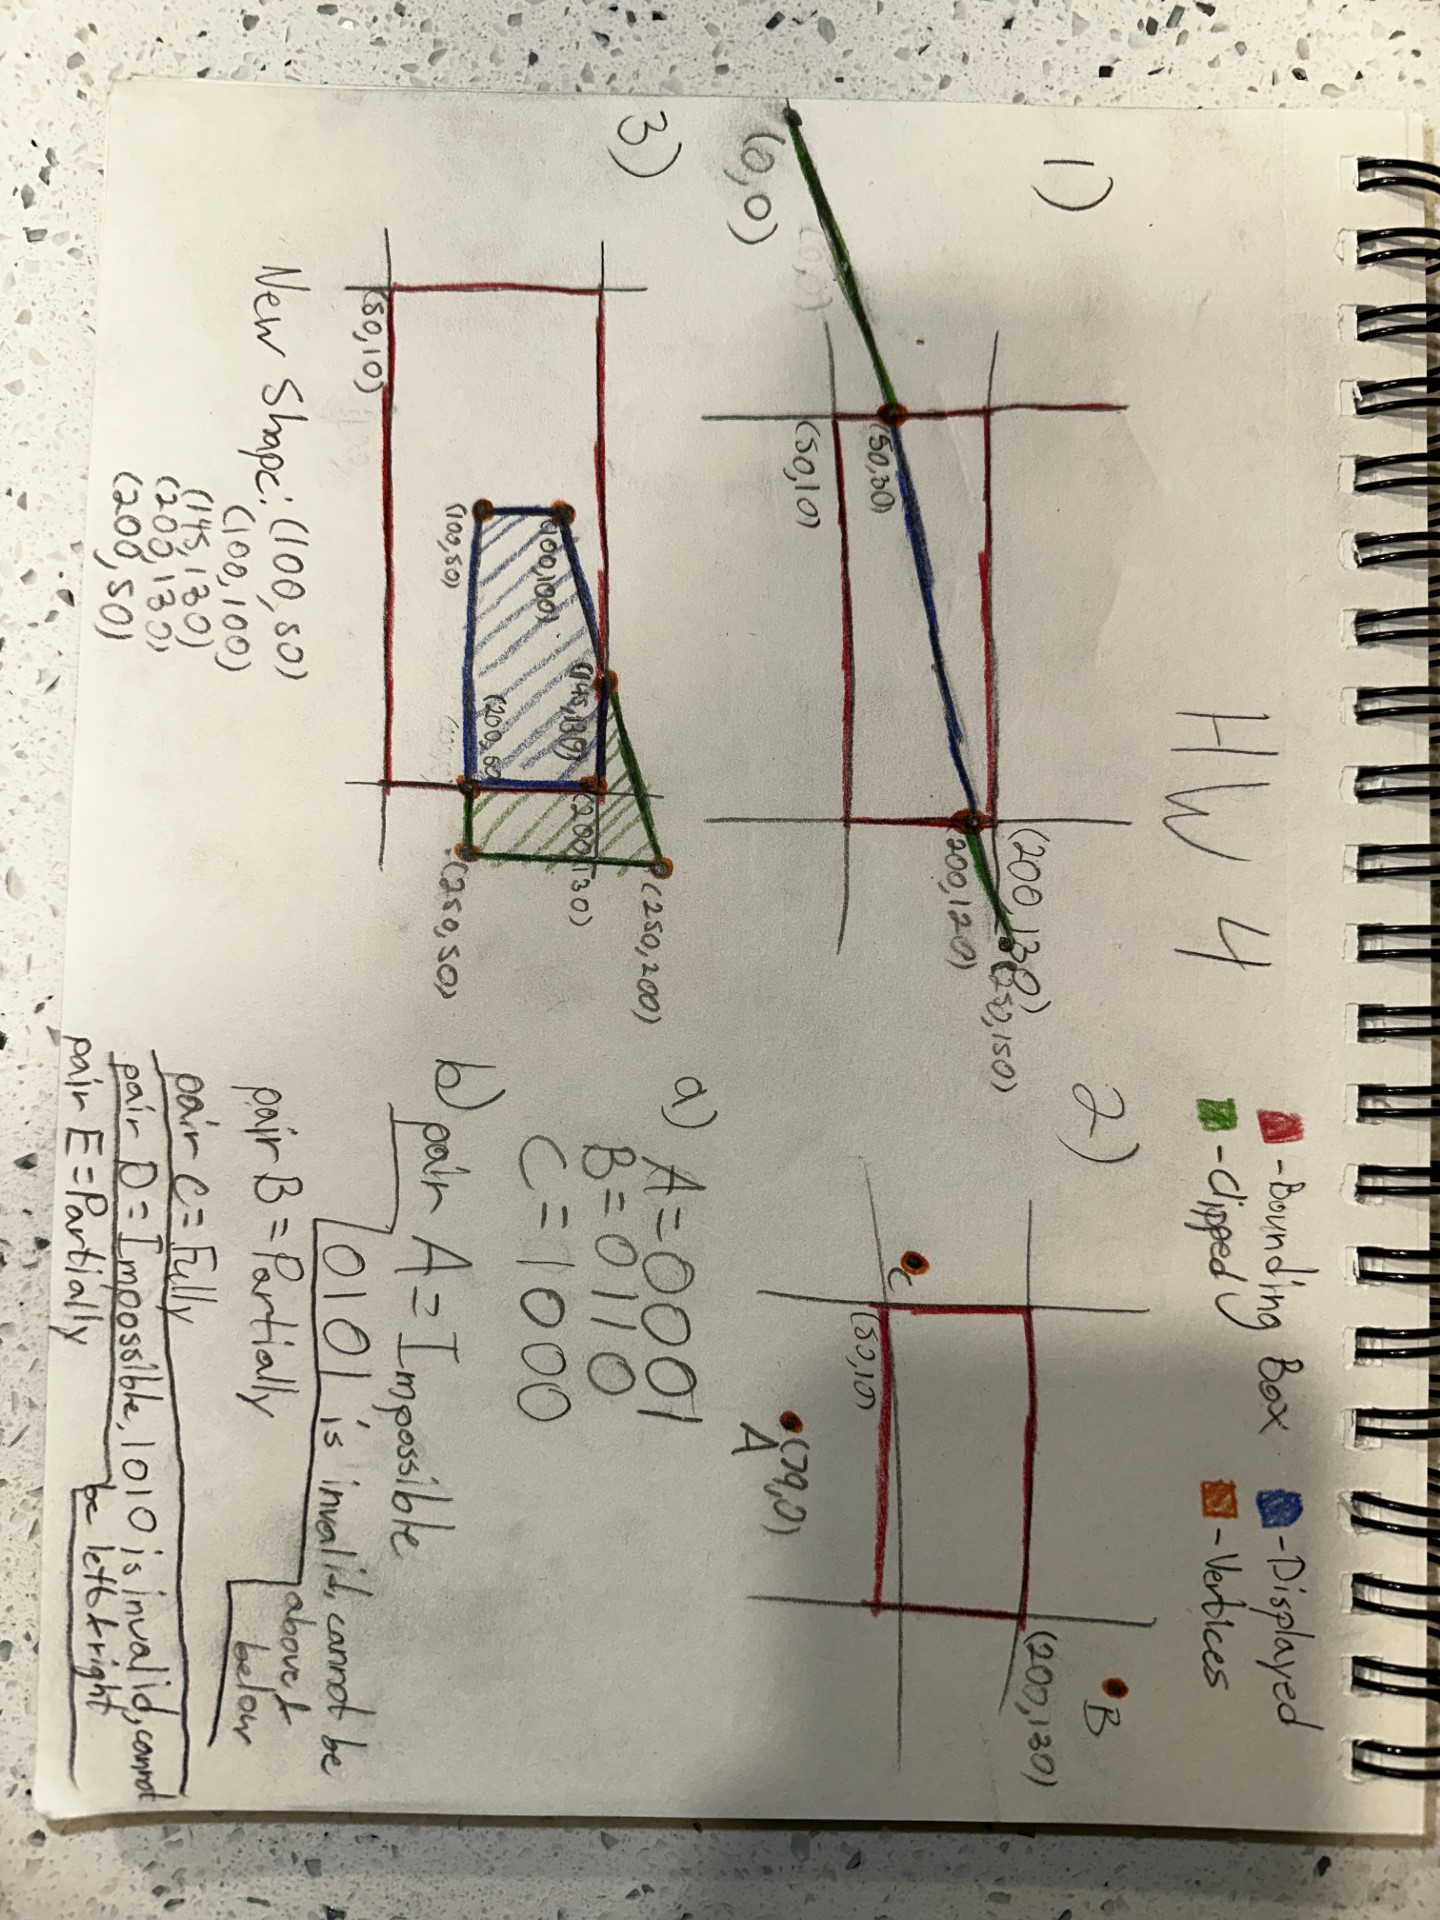 HW 4
-Bounding Box
-Displayed
-Clipped
-Vertices
1)
(200,130)
(250,150)
(200,120)
(50,30)
(50,10)
(0,0)
2)
B
(200,130)
C
(50,10)
(79,0)
A
a) A=0001
B=0110
C=1000
b) pair A=Impossible
0101 is invalid, cannot be
above &
below
pair B=Partially
pair C=Fully
pair D=Impossible, 1010 is invalid, cannot
be left & right
pair E=Partially
3)
(250,200)
(145,130)
(200,130)
(100,100)
(200,50
(100,50)
(250,50)
(50,10)
New Shape: (100,50)
(100,100)
(145,130)
(200,130)
(200,50)